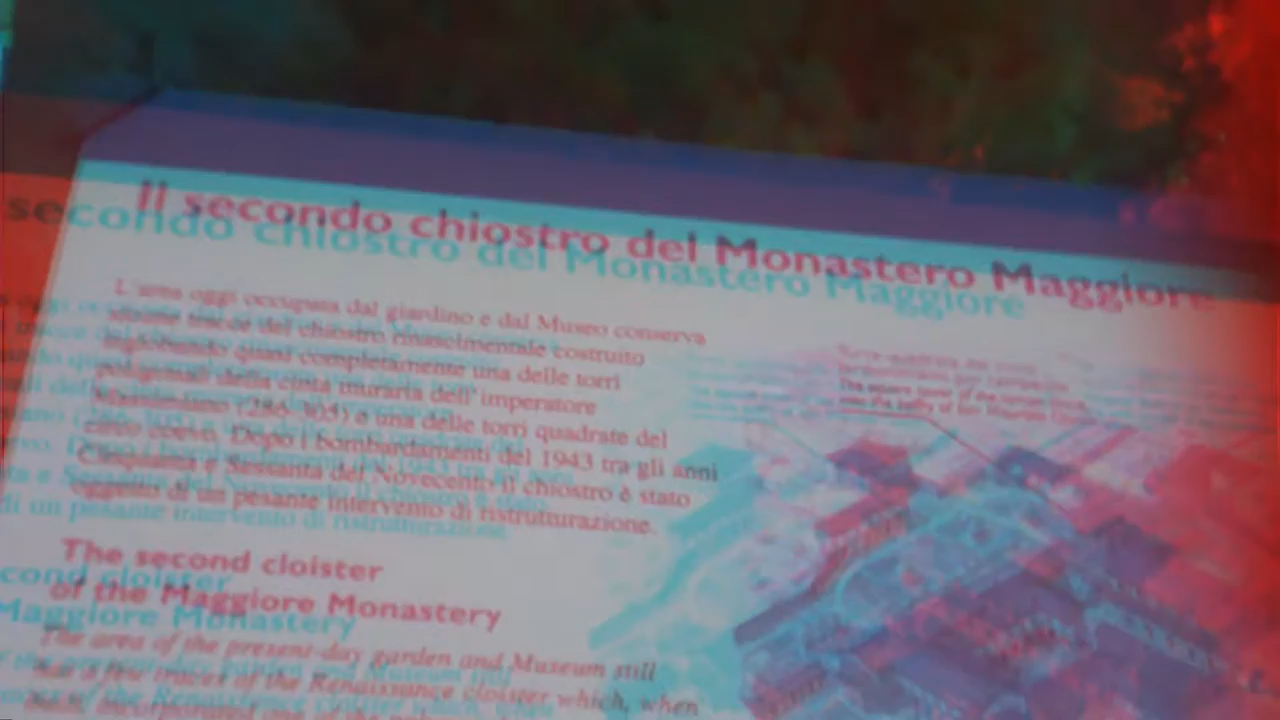 Il secondo chiostro del Monastero Maggiore
L'area oggi occupata dal giardino e dal Museo conserva
alcune tracce del chiostro rinascimentale costruito
inglobando quasi completamente una delle torri
poligonali della cinta muraria dell'imperatore
Massimiano (286-305) e una delle torri quadrate del
circo coevo. Dopo i bombardamenti del 1943 tra gli anni
Cinquanta e Sessanta del Novecento il chiostro è stato
oggetto di un pesante intervento di ristrutturazione.
The second cloister
of the Maggiore Monastery
The area of the present-day garden and Museum still
has a few traces of the Renaissance cloister which, when
incorporated one of the